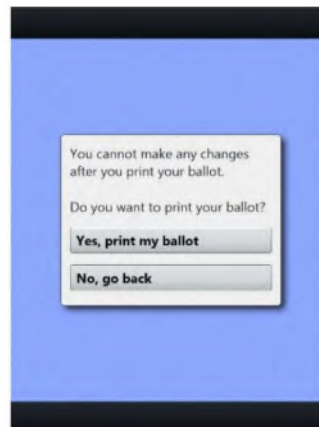 You cannot make any changes
after you print your ballot.
Do you want to print your ballot?
Yes, print my ballot
No, go back